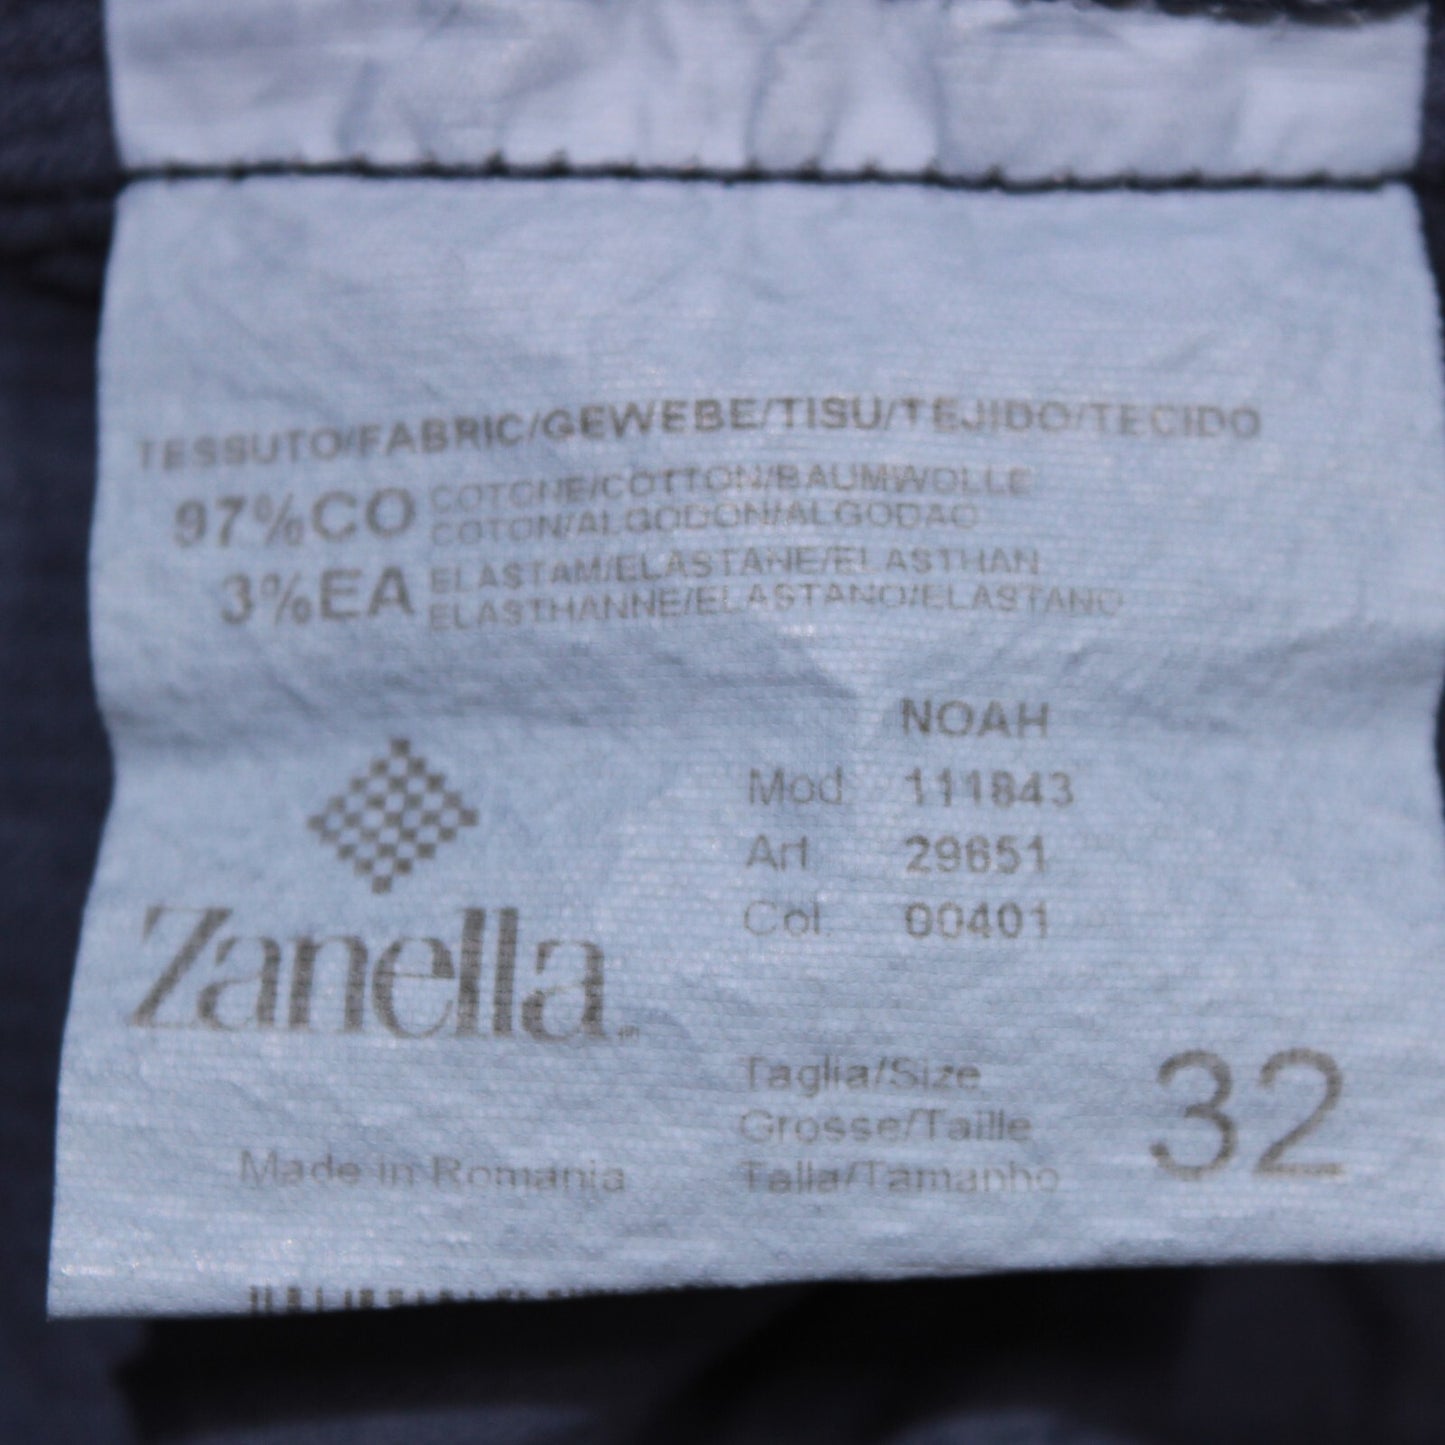 TESSUTO/FABRIC/GEWEBE/TISU/TEJIDO/TECIDO
97%CO COTONE/COTTON/BAUMWOLLE
COTON/ALGODON/ALGODAO
3%EA ELASTAM/ELASTANE/ELASTHAN
ELASTHANNE/ELASTANO/ELASTANO
NOAH
Mod. 111843
Art. 29651
Col. 00401
Zanella
Taglia/Size
Grosse/Taille
Talla/Tamanho
32
Made in Romania